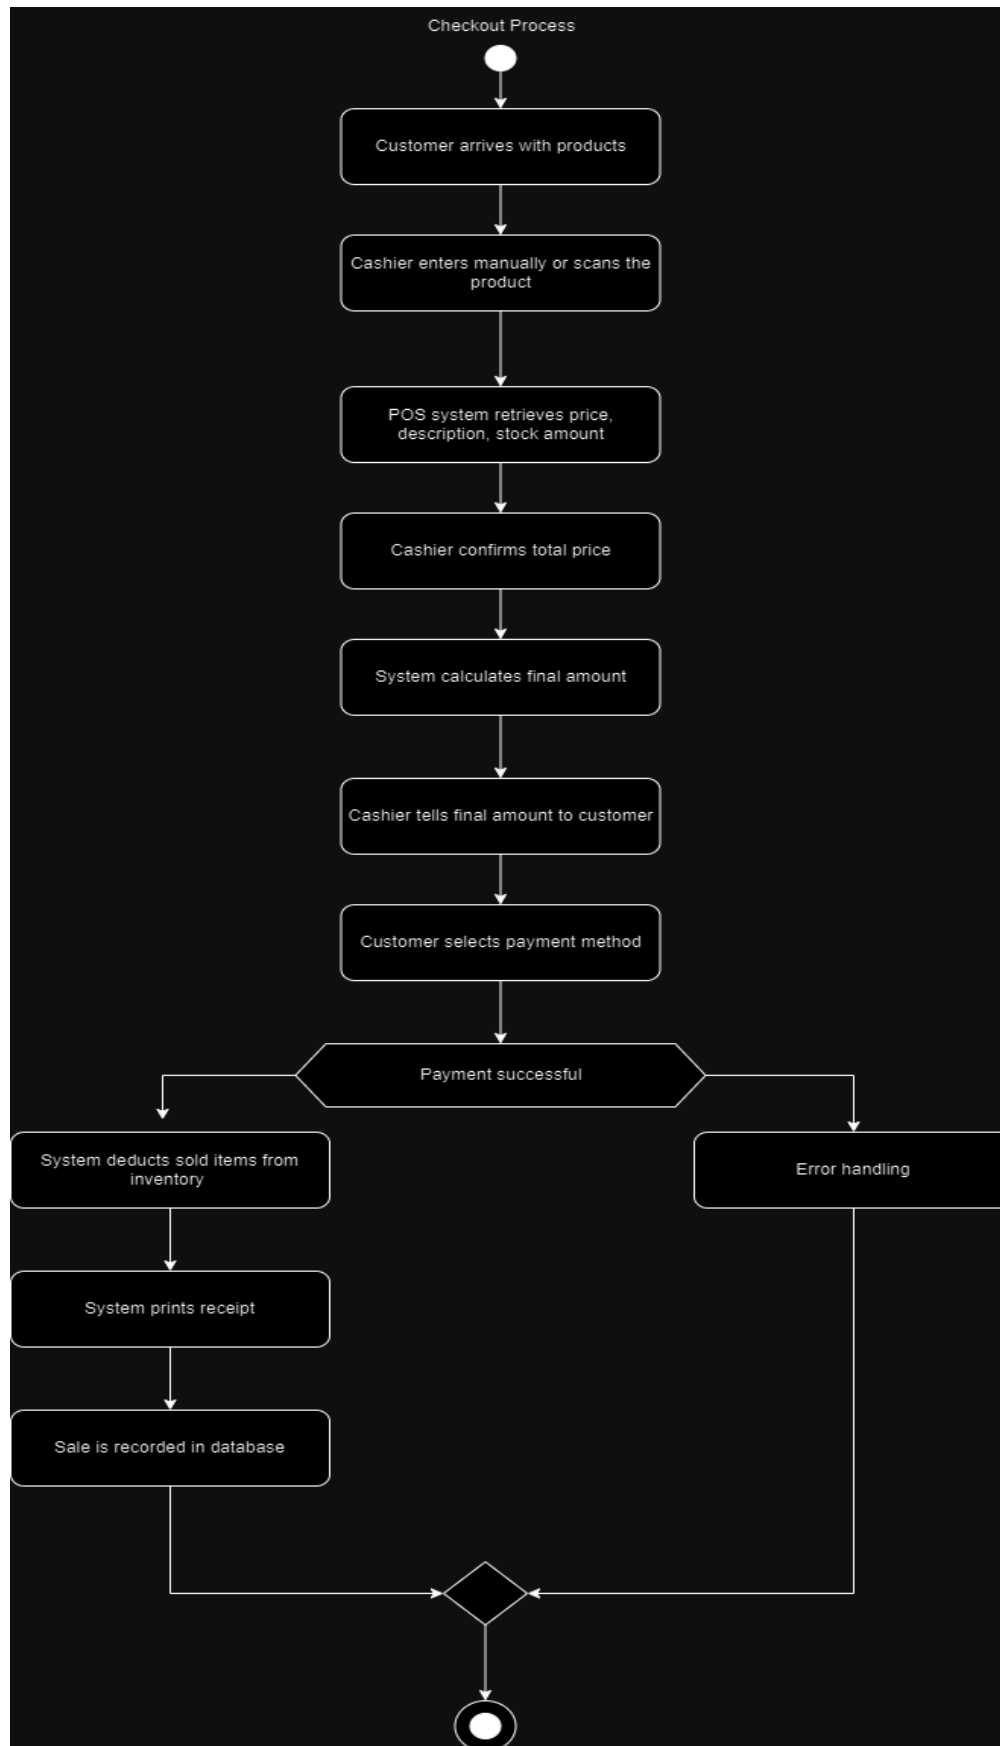 Checkout Process
Customer arrives with products
Cashier enters manually or scans the
product
POS system retrieves price,
description, stock amount
Cashier confirms total price
System calculates final amount
Cashier tells final amount to customer
Customer selects payment method
Payment successful
System deducts sold items from
inventory
Error handling
System prints receipt
Sale is recorded in database